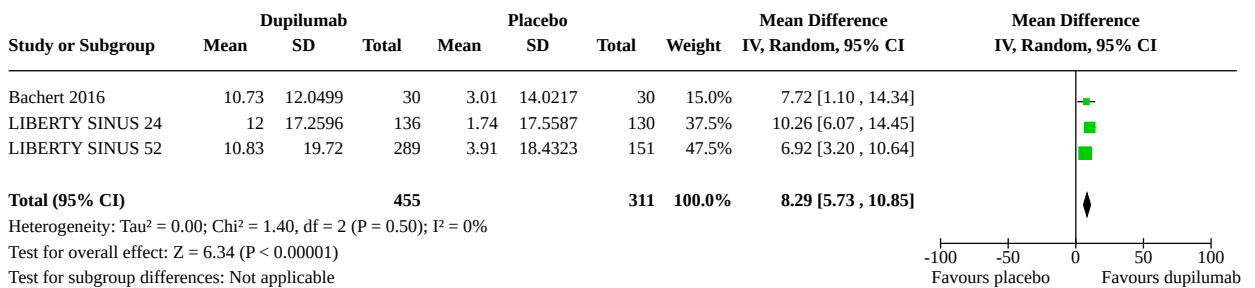 Dupilumab Placebo Mean Difference Mean Difference
Study or Subgroup Mean SD Total Mean SD Total Weight IV, Random, 95% CI IV, Random, 95% CI
Bachert 2016 10.73 12.0499 30 3.01 14.0217 30 15.0% 7.72 [1.10 , 14.34]
LIBERTY SINUS 24 12 17.2596 136 1.74 17.5587 130 37.5% 10.26 [6.07 , 14.45]
LIBERTY SINUS 52 10.83 19.72 289 3.91 18.4323 151 47.5% 6.92 [3.20 , 10.64]
Total (95% CI) 455 311 100.0% 8.29 [5.73 , 10.85]
Heterogeneity: Tau² = 0.00; Chi² = 1.40, df = 2 (P = 0.50); I² = 0%
Test for overall effect: Z = 6.34 (P < 0.00001)
Test for subgroup differences: Not applicable
-100 -50 0 50 100
Favours placebo Favours dupilumab